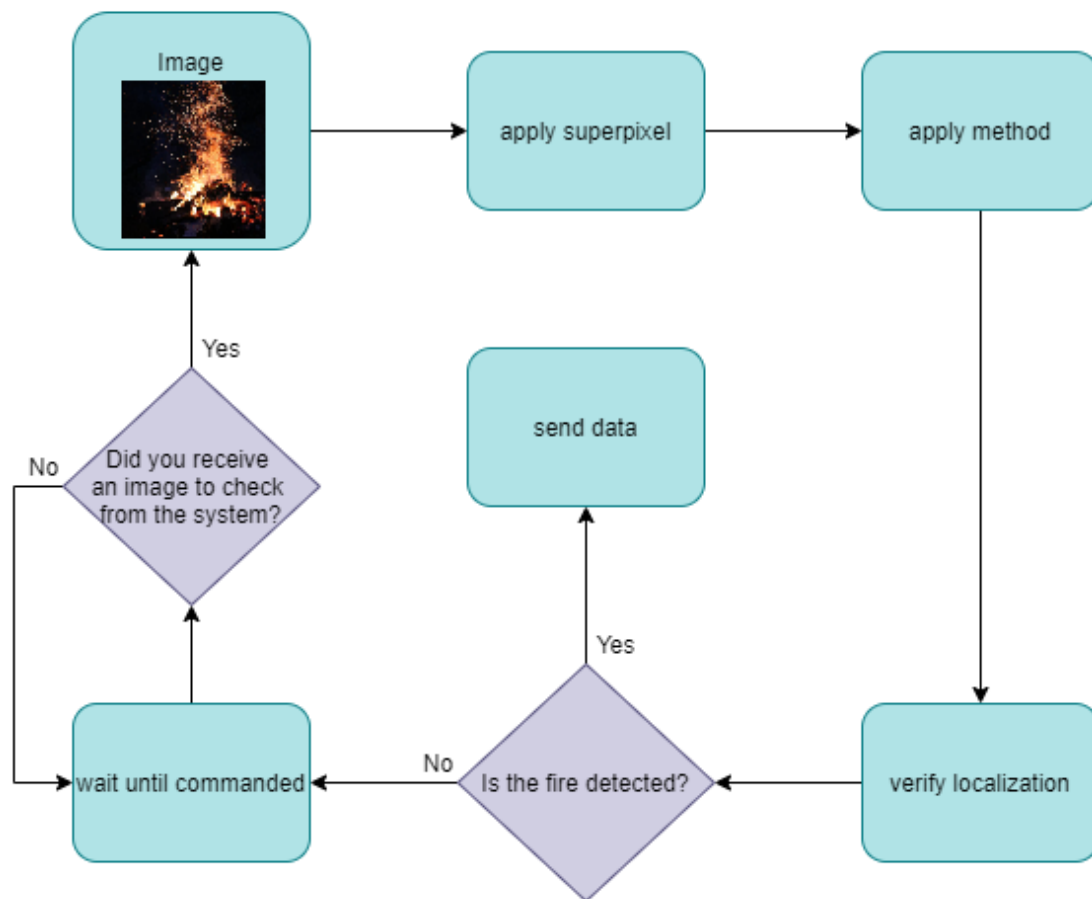 Image
apply superpixel
apply method
Yes
No
Did you receive
an image to check
from the system?
send data
Yes
wait until commanded
No
Is the fire detected?
verify localization